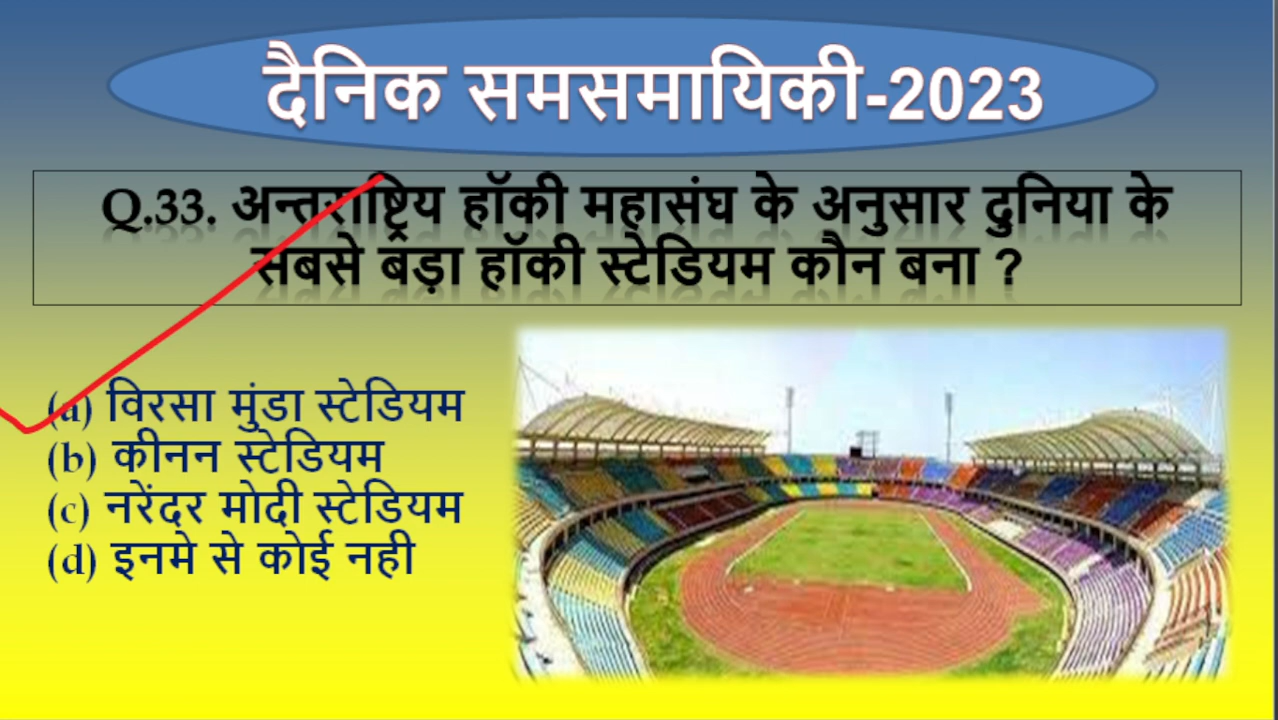 दैनिक समसमायिकी-2023
Q.33. अन्तराष्ट्रिय हॉकी महासंघ के अनुसार दुनिया के
सबसे बड़ा हॉकी स्टेडियम कौन बना ?
(a) विरसा मुंडा स्टेडियम
(b) कीनन स्टेडियम
(c) नरेंदर मोदी स्टेडियम
(d) इनमे से कोई नही